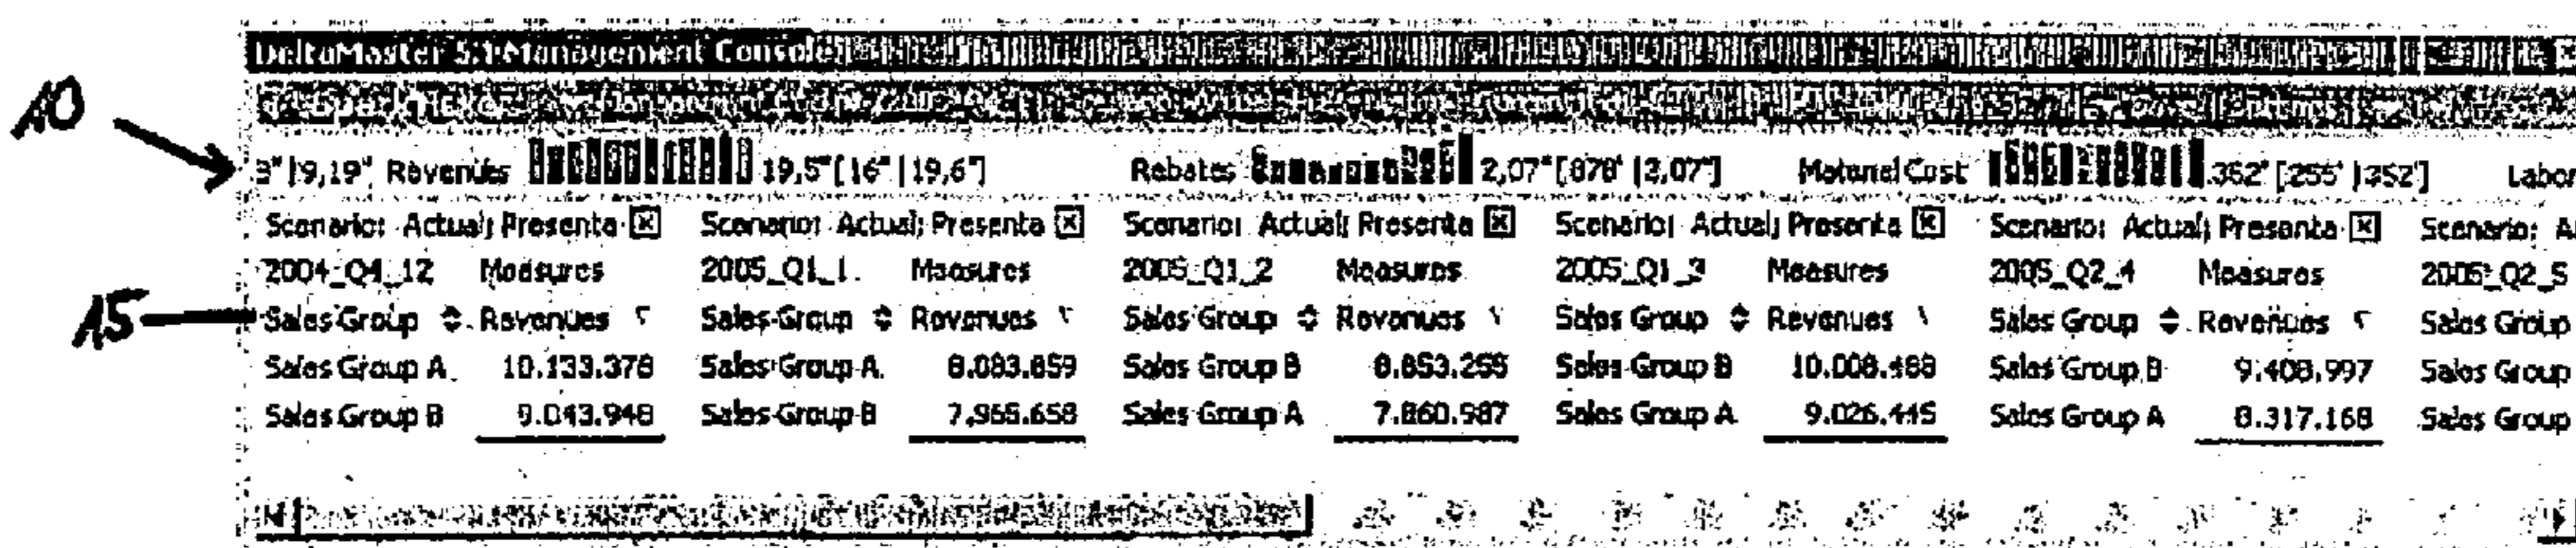 DeltaMaster 5.1 Management Console
10
3" |9,19" Revenues 19,5"[16" |19,6"] Rebates 2,07"[878' |2,07"] Material Cost 352' [255' |352'] Labor
Scenario: Actual; Presenta Scenario: Actual; Presenta Scenario: Actual; Presenta Scenario: Actual; Presenta Scenario: Actual; Presenta Scenario: A
2004_Q4_12 Measures 2005_Q1_1 Measures 2005_Q1_2 Measures 2005_Q1_3 Measures 2005_Q2_4 Measures 2005_Q2_5
15 Sales Group Revenues Sales Group Revenues Sales Group Revenues Sales Group Revenues Sales Group Revenues Sales Group
Sales Group A 10.133.378 Sales Group A 8.083.859 Sales Group B 8.853.255 Sales Group B 10.008.488 Sales Group B 9.408.997 Sales Group
Sales Group B 9.043.948 Sales Group B 7.965.658 Sales Group A 7.860.987 Sales Group A 9.026.445 Sales Group A 8.317.168 Sales Group